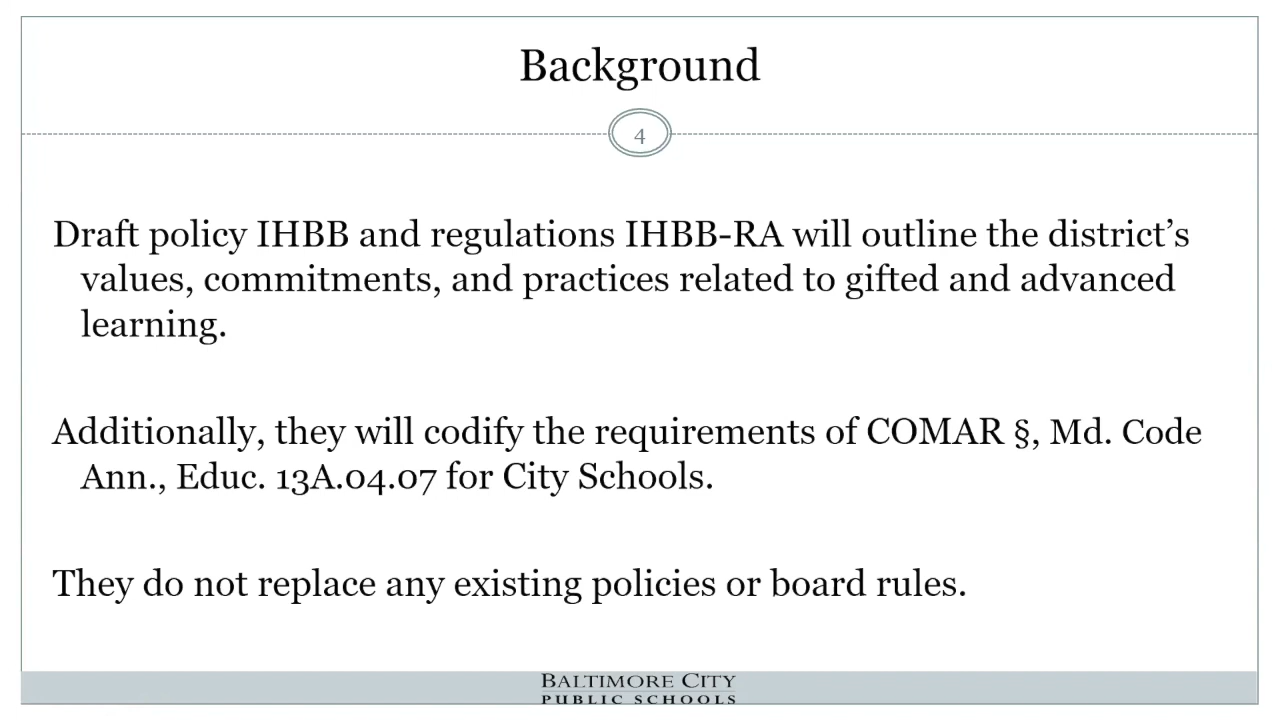 Background
4
Draft policy IHBB and regulations IHBB-RA will outline the district’s
values, commitments, and practices related to gifted and advanced
learning.
Additionally, they will codify the requirements of COMAR §, Md. Code
Ann., Educ. 13A.04.07 for City Schools.
They do not replace any existing policies or board rules.
BALTIMORE CITY
PUBLIC SCHOOLS